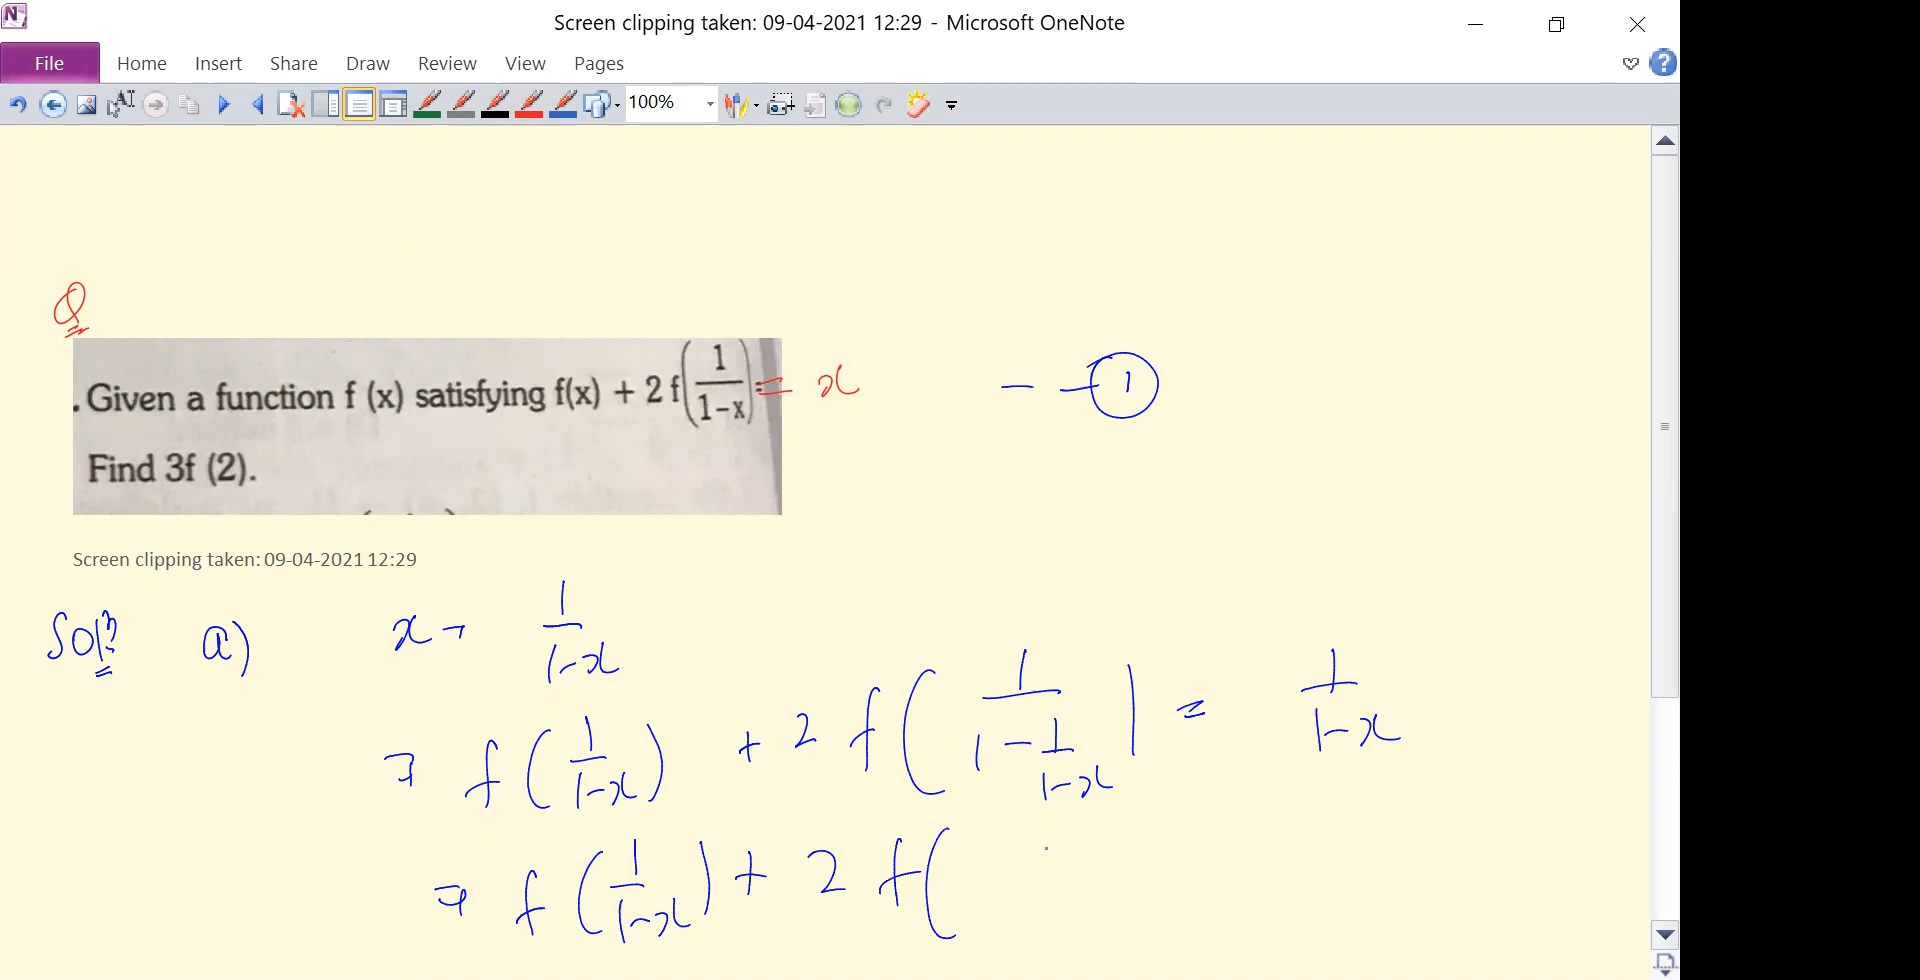 Screen clipping taken: 09-04-2021 12:29 - Microsoft OneNote
File Home Insert Share Draw Review View Pages
100%
Q
. Given a function f (x) satisfying f(x) + 2 f(1/(1-x)) = x - - 1
Find 3f (2).
Screen clipping taken: 09-04-2021 12:29
Solⁿ a) x → 1/(1-x)
⇒ f(1/(1-x)) + 2 f(1/(1-1/(1-x))) = 1/(1-x)
⇒ f(1/(1-x)) + 2 f(